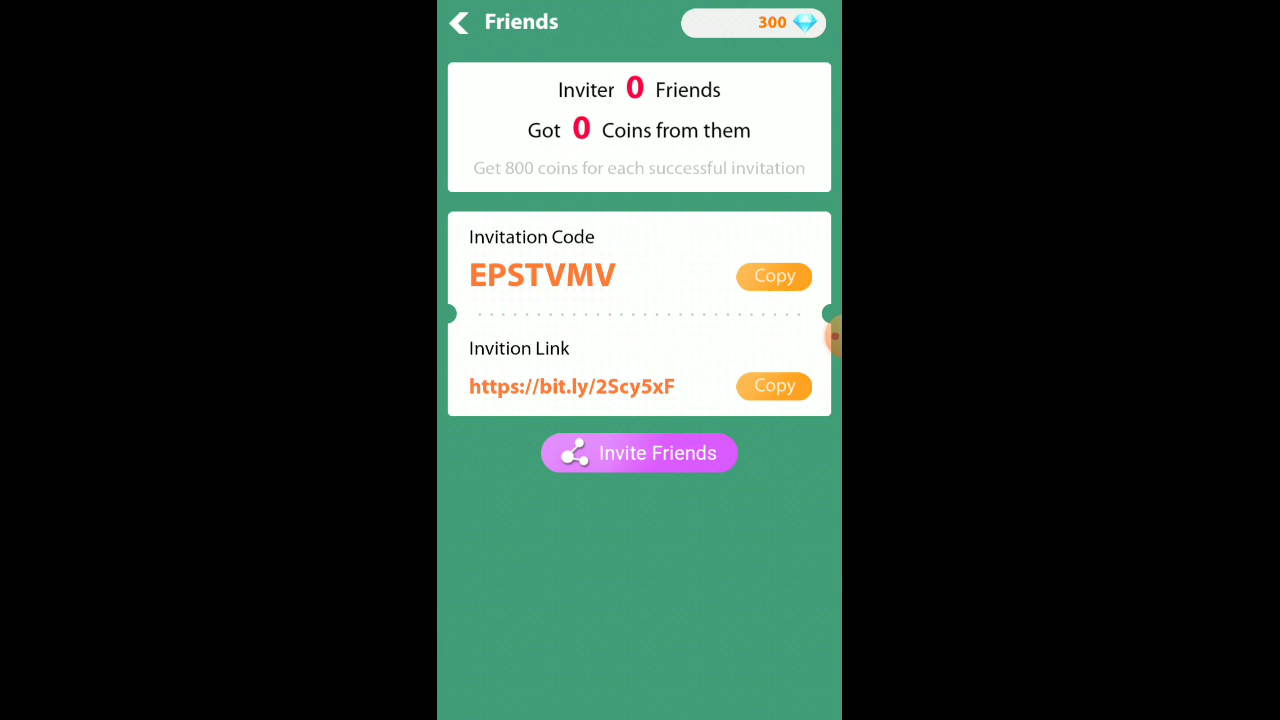 Friends
300
Inviter 0 Friends
Got 0 Coins from them
Get 800 coins for each successful invitation
Invitation Code
EPSTVMV
Copy
Invition Link
https://bit.ly/2Scy5xF
Copy
Invite Friends